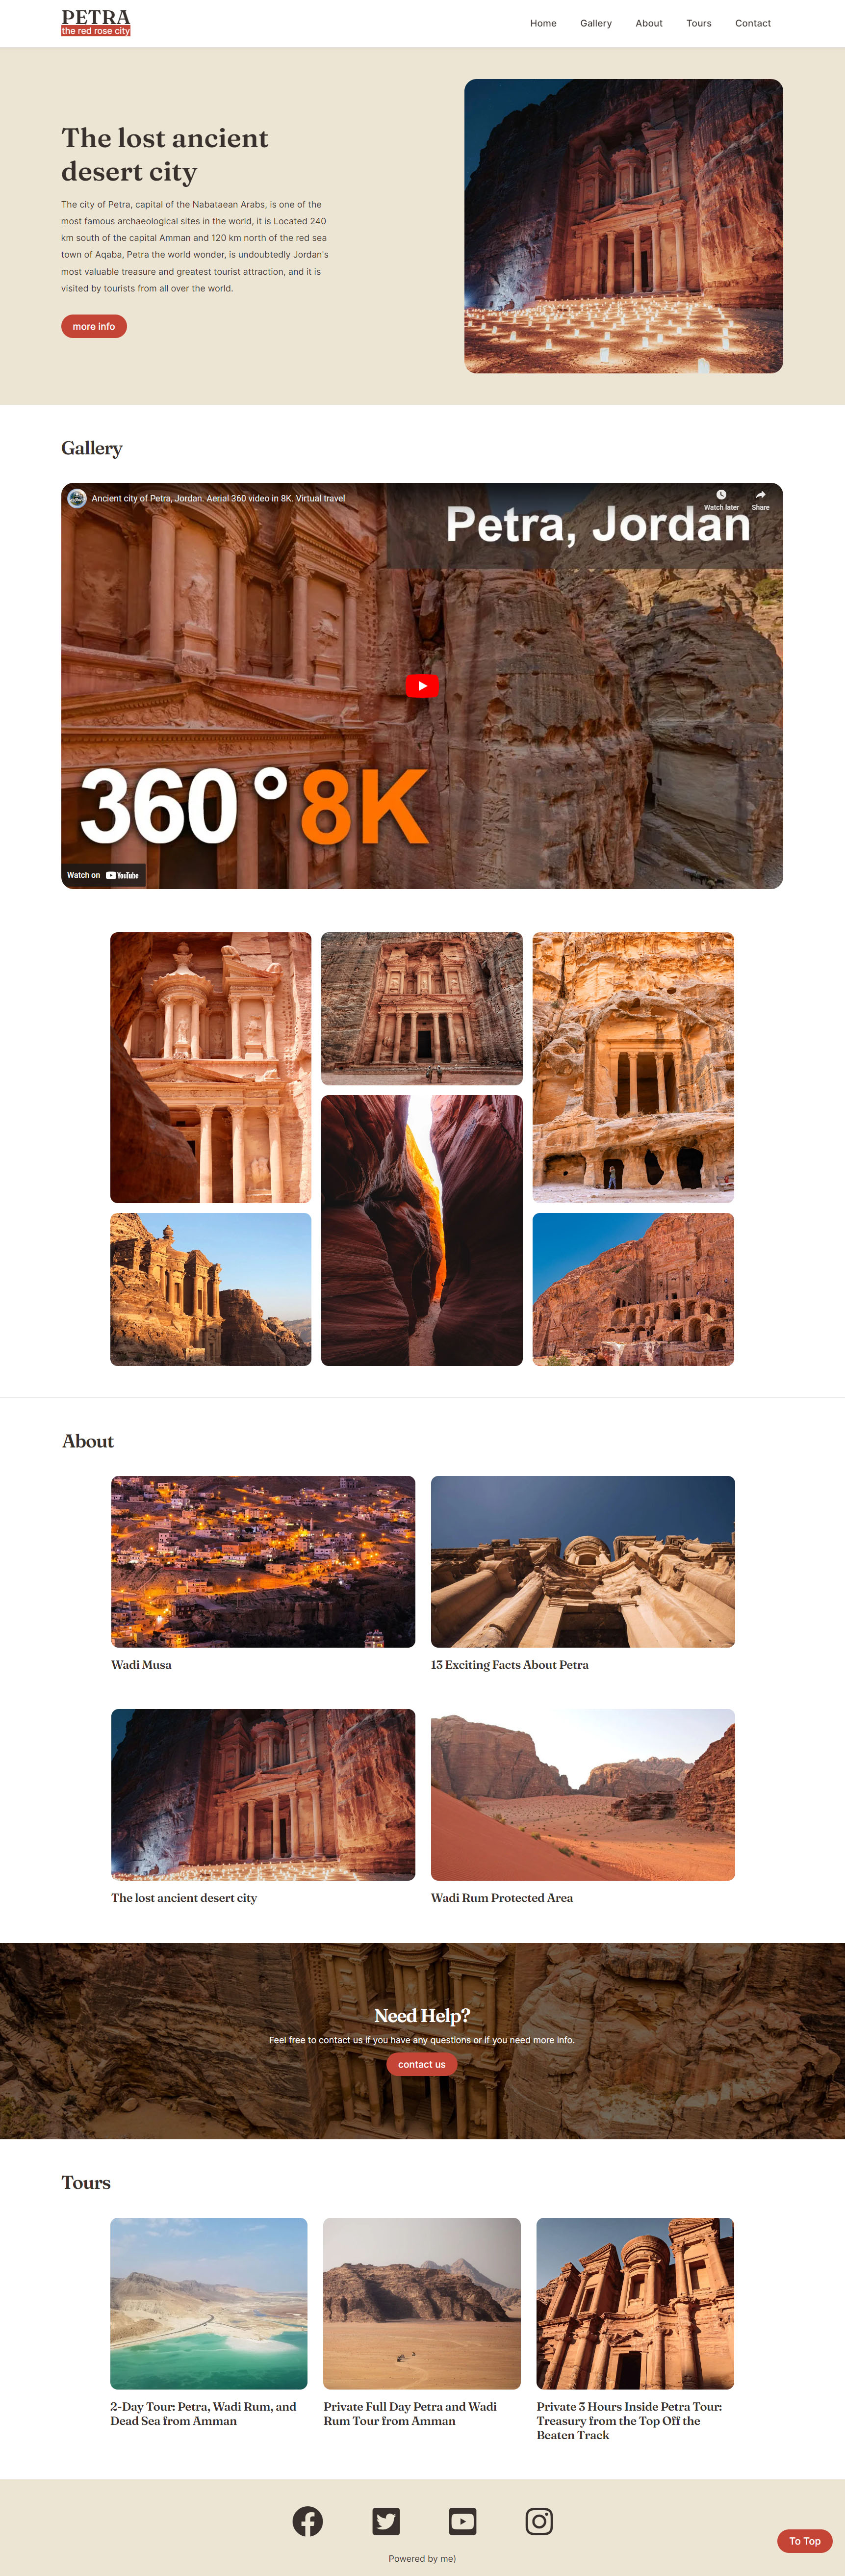 PETRA
the red rose city
Home
Gallery
About
Tours
Contact
The lost ancient
desert city
The city of Petra, capital of the Nabataean Arabs, is one of the
most famous archaeological sites in the world, it is Located 240
km south of the capital Amman and 120 km north of the red sea
town of Aqaba, Petra the world wonder, is undoubtedly Jordan's
most valuable treasure and greatest tourist attraction, and it is
visited by tourists from all over the world.
more info
Gallery
Ancient city of Petra, Jordan. Aerial 360 video in 8K. Virtual travel
Watch later
Share
Petra, Jordan
360° 8K
Watch on YouTube
About
Wadi Musa
13 Exciting Facts About Petra
The lost ancient desert city
Wadi Rum Protected Area
Need Help?
Feel free to contact us if you have any questions or if you need more info.
contact us
Tours
2-Day Tour: Petra, Wadi Rum, and
Dead Sea from Amman
Private Full Day Petra and Wadi
Rum Tour from Amman
Private 3 Hours Inside Petra Tour:
Treasury from the Top Off the
Beaten Track
To Top
Powered by me)